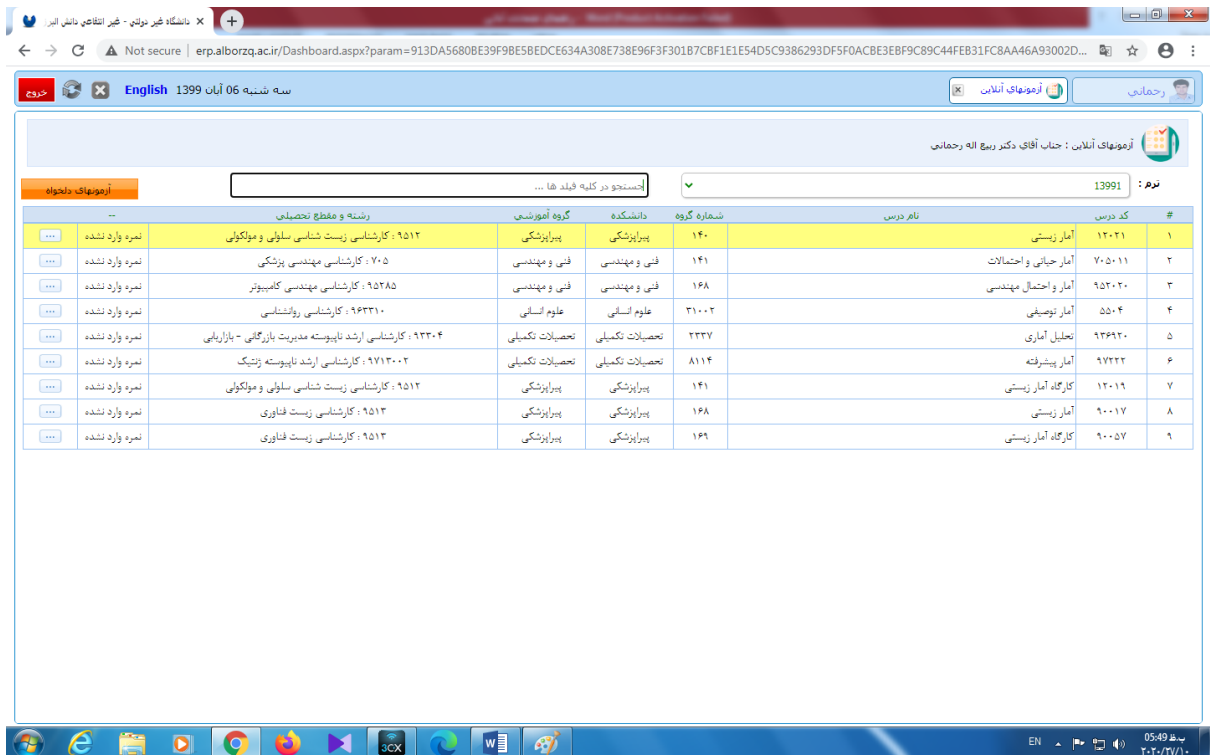 دانشگاه غیر دولتی - غیر انتفاعی دانش البر
Not secure | erp.alborzq.ac.ir/Dashboard.aspx?param=913DA5680BE39F9BE5BEDCE634A308E738E96F3F301B7CBF1E1E54D5C9386293DF5F0ACBE3EBF9C89C44FEB31FC8AA46A93002D...
رحماني
آزمونهاي آنلاين
سه شنبه 06 آبان 1399 English
خروج
آزمونهای آنلاین : جناب آقای دکتر ربیع اله رحمانی
ترم : 13991
جستجو در کلیه فیلد ها ...
آزمونهای دلخواه
# کد درس نام درس شماره گروه دانشکده گروه آموزشی رشته و مقطع تحصیلی --
۱ ۱۲۰۲۱ آمار زیستی ۱۴۰ پیراپزشکی پیراپزشکی ۹۵۱۲ : کارشناسی زیست شناسی سلولی و مولکولی نمره وارد نشده ...
۲ ۷۰۵۰۱۱ آمار حیاتی و احتمالات ۱۴۱ فنی و مهندسی فنی و مهندسی ۷۰۵ : کارشناسی مهندسی پزشکی نمره وارد نشده ...
۳ ۹۵۲۰۲۰ آمار و احتمال مهندسی ۱۶۸ فنی و مهندسی فنی و مهندسی ۹۵۲۸۵ : کارشناسی مهندسی کامپیوتر نمره وارد نشده ...
۴ ۵۵۰۴ آمار توصیفی ۳۱۰۰۲ علوم انسانی علوم انسانی ۹۶۳۳۱۰ : کارشناسی روانشناسی نمره وارد نشده ...
۵ ۹۳۶۹۲۰ تحلیل آماری ۲۳۳۷ تحصیلات تکمیلی تحصیلات تکمیلی ۹۳۳۰۴ : کارشناسی ارشد ناپیوسته مدیریت بازرگانی - بازاریابی نمره وارد نشده ...
۶ ۹۷۲۲۲ آمار پیشرفته ۸۱۱۴ تحصیلات تکمیلی تحصیلات تکمیلی ۹۷۱۳۰۰۲ : کارشناسی ارشد ناپیوسته ژنتیک نمره وارد نشده ...
۷ ۱۲۰۱۹ کارگاه آمار زیستی ۱۴۱ پیراپزشکی پیراپزشکی ۹۵۱۲ : کارشناسی زیست شناسی سلولی و مولکولی نمره وارد نشده ...
۸ ۹۰۰۱۷ آمار زیستی ۱۶۸ پیراپزشکی پیراپزشکی ۹۵۱۳ : کارشناسی زیست فناوری نمره وارد نشده ...
۹ ۹۰۰۵۷ کارگاه آمار زیستی ۱۶۹ پیراپزشکی پیراپزشکی ۹۵۱۳ : کارشناسی زیست فناوری نمره وارد نشده ...
3CX
EN
05:49 ب.ظ
۲۰۲۰/۲۷/۱۰